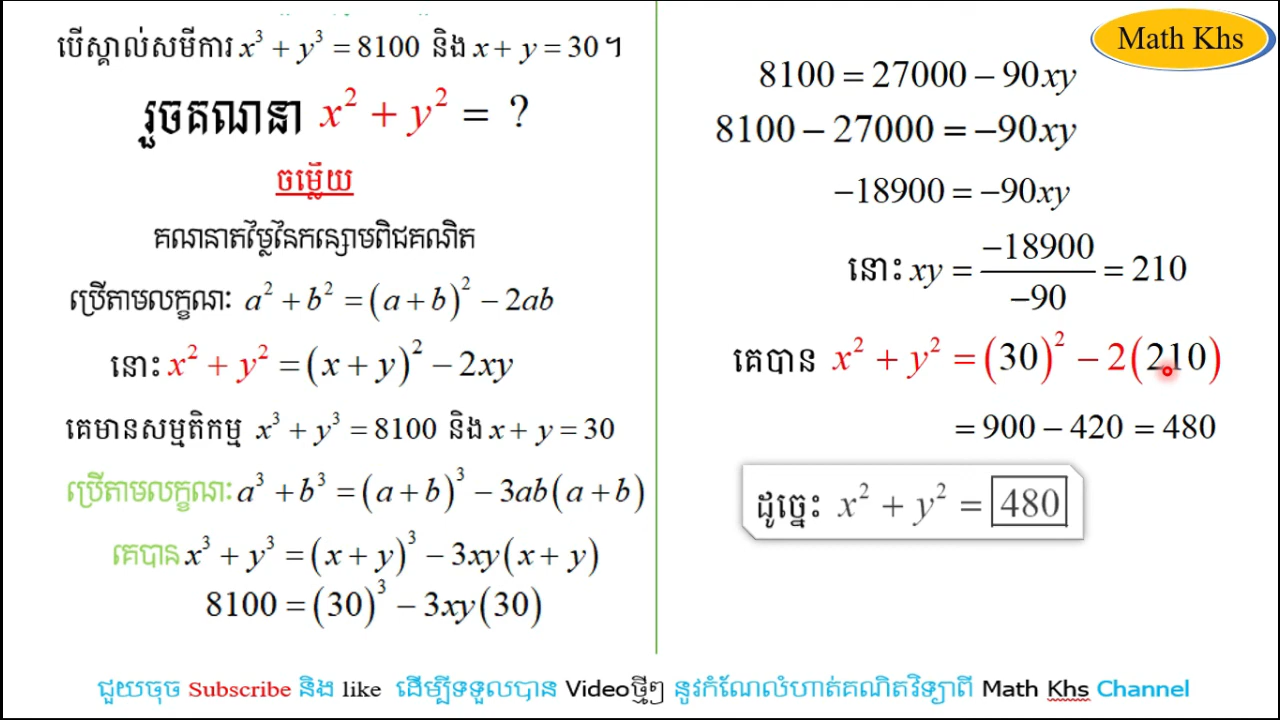 បើស្គាល់សមីការ x³ + y³ = 8100 និង x + y = 30 ។
រួចគណនា x² + y² = ?
ចម្លើយ
គណនាតម្លៃនៃកន្សោមពិជគណិត
ប្រើតាមលក្ខណៈ a² + b² = (a + b)² − 2ab
នោះ x² + y² = (x + y)² − 2xy
គេមានសម្មតិកម្ម x³ + y³ = 8100 និង x + y = 30
ប្រើតាមលក្ខណៈ a³ + b³ = (a + b)³ − 3ab(a + b)
គេបាន x³ + y³ = (x + y)³ − 3xy(x + y)
8100 = (30)³ − 3xy(30)
Math Khs
8100 = 27000 − 90xy
8100 − 27000 = −90xy
−18900 = −90xy
នោះ xy = −18900/−90 = 210
គេបាន x² + y² = (30)² − 2(210)
= 900 − 420 = 480
ដូច្នេះ x² + y² = 480
ជួយចុច Subscribe និង like ដើម្បីទទួលបាន Videoថ្មីៗ នូវកំណែលំហាត់គណិតវិទ្យាពី Math Khs Channel